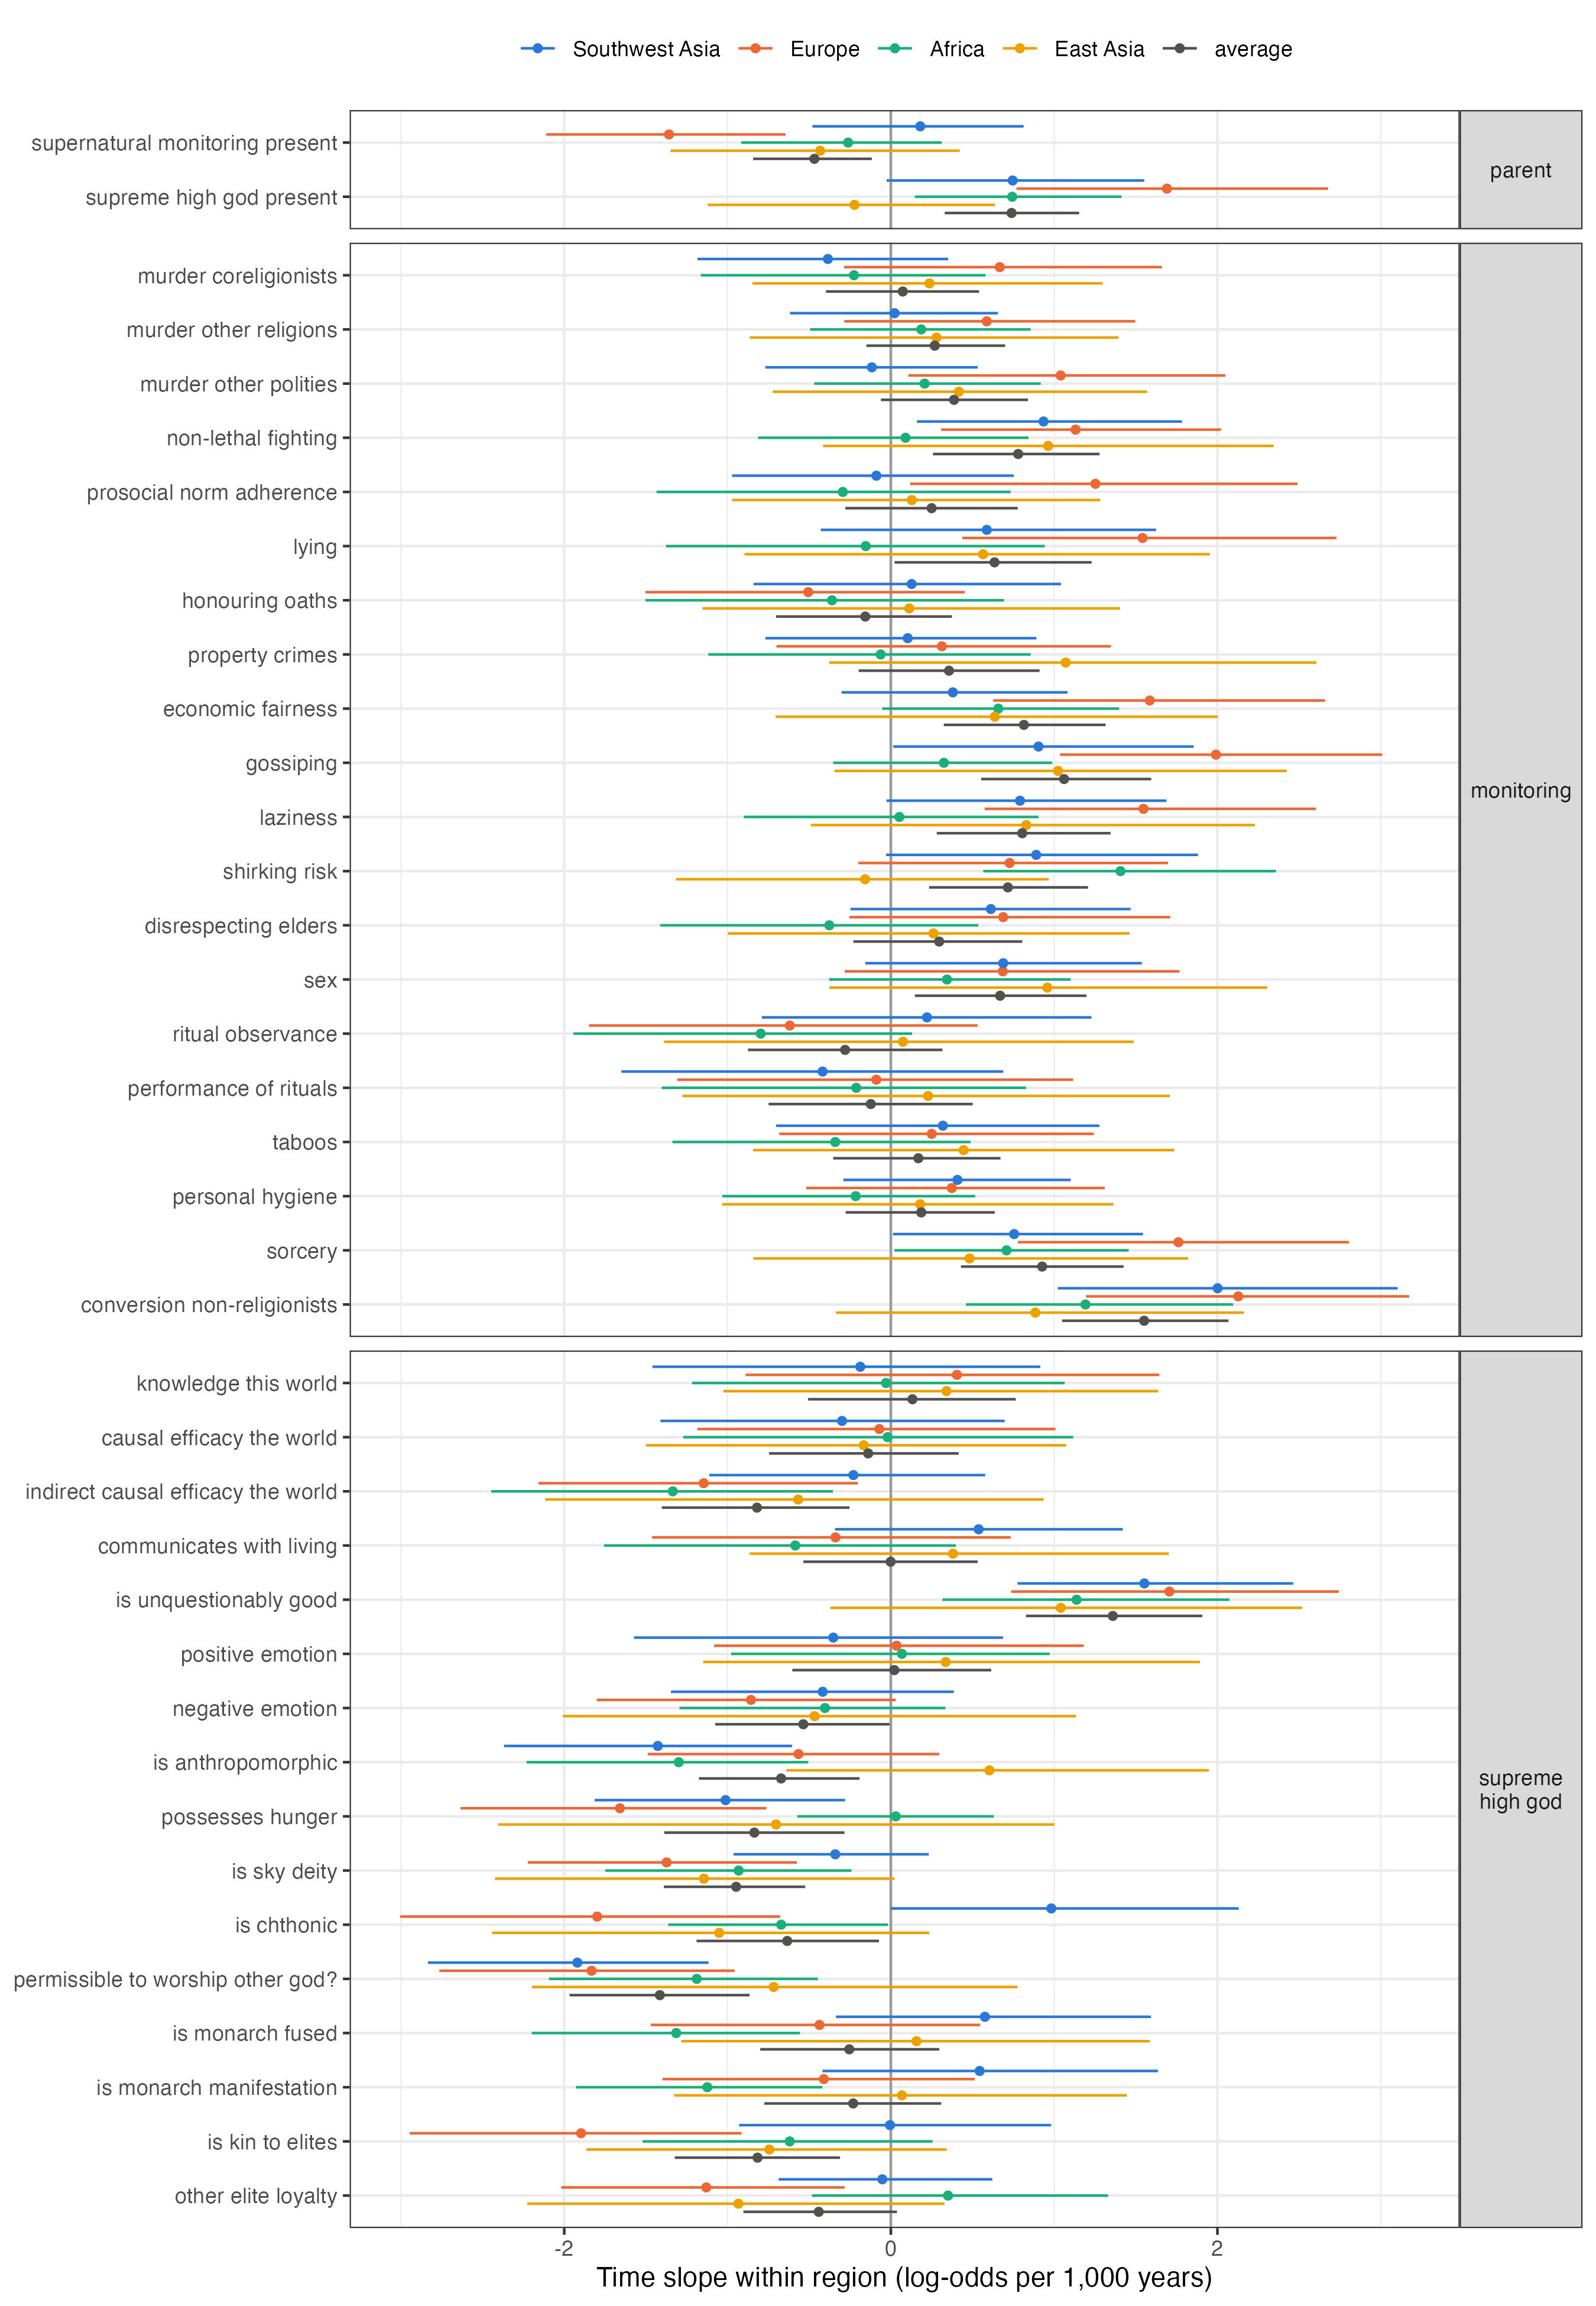 Southwest Asia Europe Africa East Asia average
supernatural monitoring present
supreme high god present
parent
murder coreligionists
murder other religions
murder other polities
non-lethal fighting
prosocial norm adherence
lying
honouring oaths
property crimes
economic fairness
gossiping
laziness
shirking risk
disrespecting elders
sex
ritual observance
performance of rituals
taboos
personal hygiene
sorcery
conversion non-religionists
monitoring
knowledge this world
causal efficacy the world
indirect causal efficacy the world
communicates with living
is unquestionably good
positive emotion
negative emotion
is anthropomorphic
possesses hunger
is sky deity
is chthonic
permissible to worship other god?
is monarch fused
is monarch manifestation
is kin to elites
other elite loyalty
supreme
high god
-2 0 2
Time slope within region (log-odds per 1,000 years)